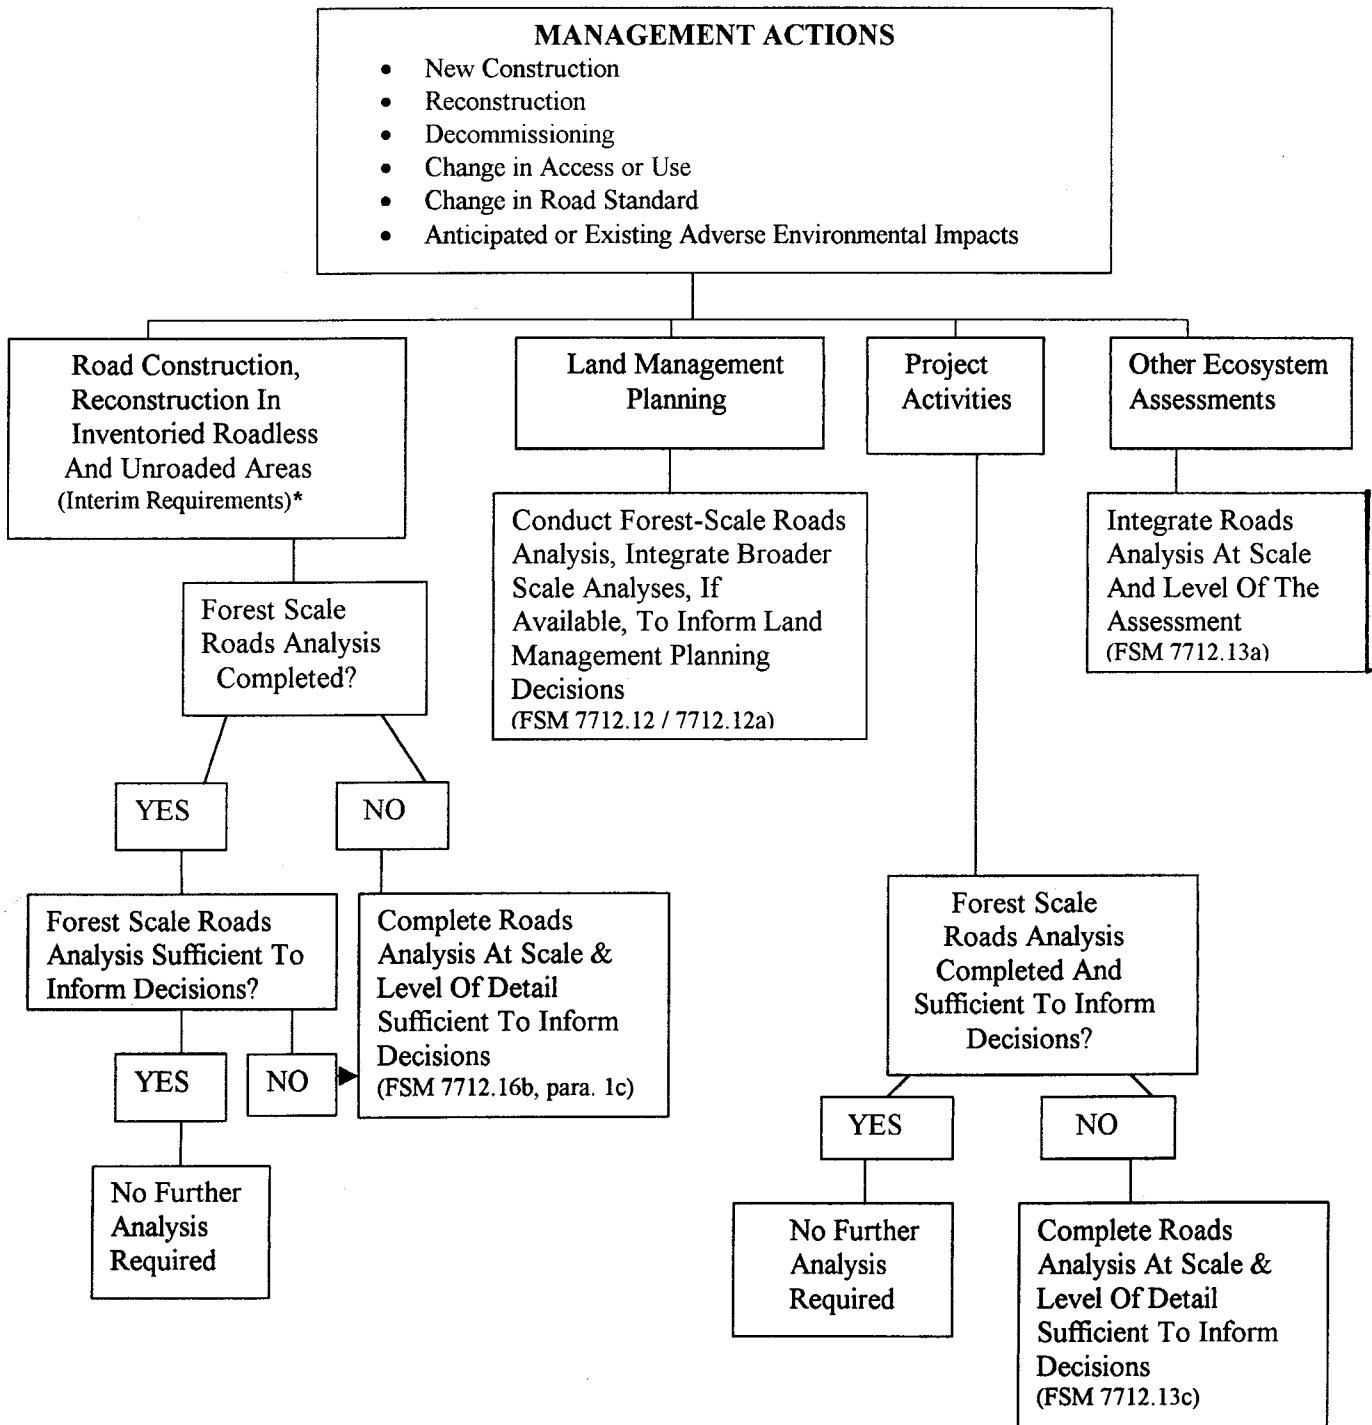 MANAGEMENT ACTIONS
• New Construction
• Reconstruction
• Decommissioning
• Change in Access or Use
• Change in Road Standard
• Anticipated or Existing Adverse Environmental Impacts
Road Construction,
Reconstruction In
Inventoried Roadless
And Unroaded Areas
(Interim Requirements)*
Land Management
Planning
Project
Activities
Other Ecosystem
Assessments
Forest Scale
Roads Analysis
Completed?
Conduct Forest-Scale Roads
Analysis, Integrate Broader
Scale Analyses, If
Available, To Inform Land
Management Planning
Decisions
(FSM 7712.12 / 7712.12a)
Integrate Roads
Analysis At Scale
And Level Of The
Assessment
(FSM 7712.13a)
YES
NO
Forest Scale Roads
Analysis Sufficient To
Inform Decisions?
Complete Roads
Analysis At Scale &
Level Of Detail
Sufficient To Inform
Decisions
(FSM 7712.16b, para. 1c)
YES
NO
No Further
Analysis
Required
Forest Scale
Roads Analysis
Completed And
Sufficient To Inform
Decisions?
YES
NO
No Further
Analysis
Required
Complete Roads
Analysis At Scale &
Level Of Detail
Sufficient To Inform
Decisions
(FSM 7712.13c)